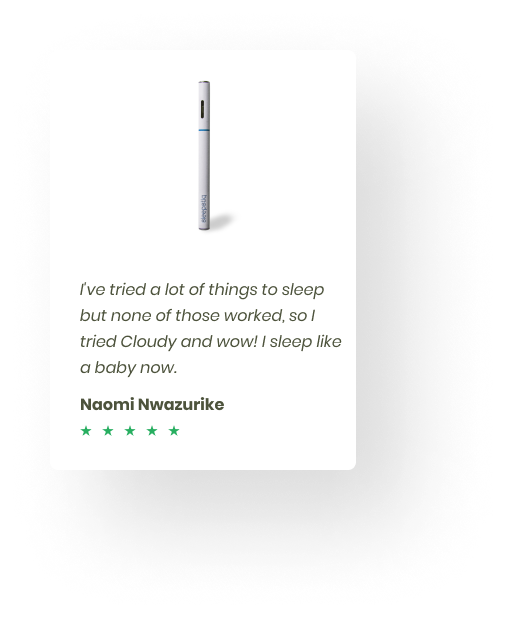 I've tried a lot of things to sleep
but none of those worked, so I
tried Cloudy and wow! I sleep like
a baby now.
Naomi Nwazurike